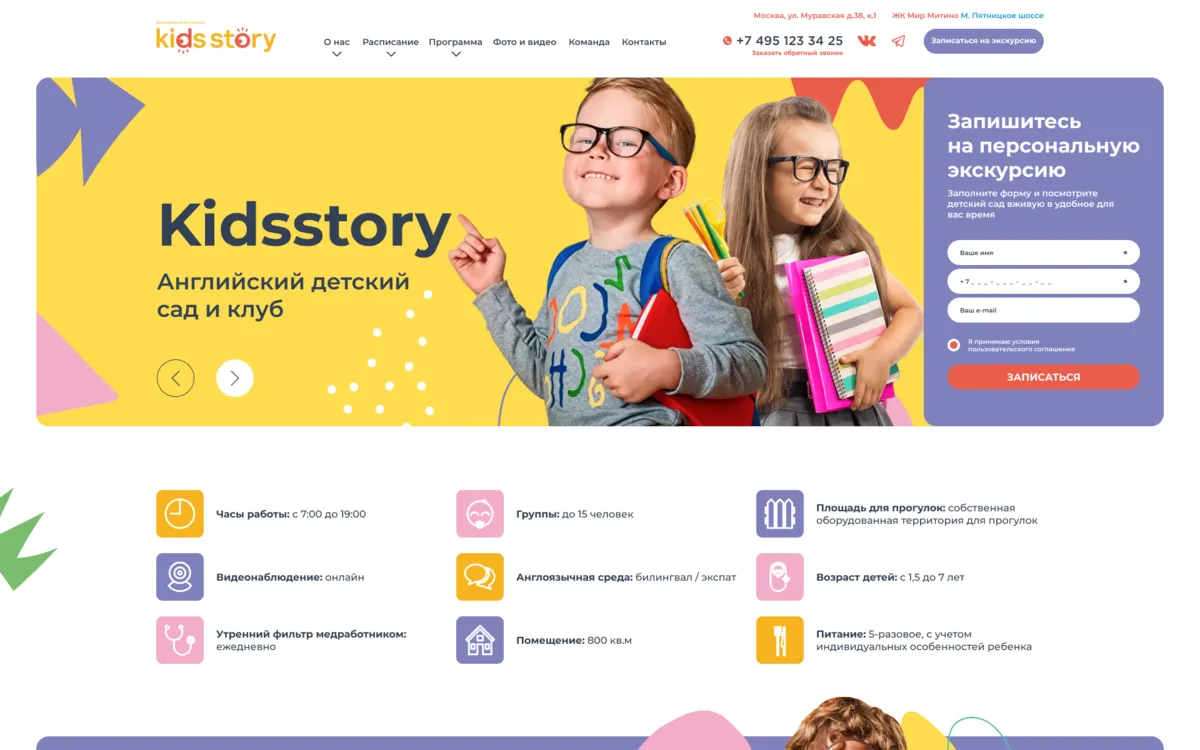 Москва, ул. Муравская д.38, к.1
ЖК Мир Митино М. Пятницкое шоссе
kids story
О нас
Расписание
Программа
Фото и видео
Команда
Контакты
+7 495 123 34 25
Заказать обратный звонок
Записаться на экскурсию
Kidsstory
Английский детский
сад и клуб
Запишитесь
на персональную
экскурсию
Заполните форму и посмотрите
детский сад вживую в удобное для
вас время
Ваше имя *
+7 _ _ _ - _ _ _ - _ _ - _ _ *
Ваш e-mail
Я принимаю условия
пользовательского соглашения
ЗАПИСАТЬСЯ
Часы работы: с 7:00 до 19:00
Группы: до 15 человек
Площадь для прогулок: собственная
оборудованная территория для прогулок
Видеонаблюдение: онлайн
Англоязычная среда: билингвал / экспат
Возраст детей: с 1,5 до 7 лет
Утренний фильтр медработником:
ежедневно
Помещение: 800 кв.м
Питание: 5-разовое, с учетом
индивидуальных особенностей ребенка